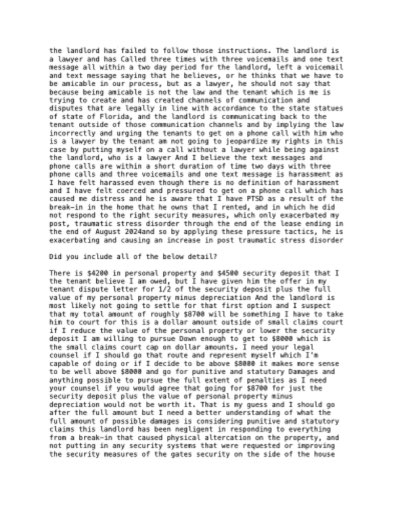 the landlord has failed to follow those instructions. The landlord is
a lawyer and has Called three times with three voicemails and one text
message all within a two day period for the landlord, left a voicemail
and text message saying that he believes, or he thinks that we have to
be amicable in our process, but as a lawyer, he should not say that
because being amicable is not the law and the tenant which is me is
trying to create and has created channels of communication and
disputes that are legally in line with accordance to the state statues
of state of Florida, and the landlord is communicating back to the
tenant outside of those communication channels and by implying the law
incorrectly and urging the tenants to get on a phone call with him who
is a lawyer by the tenant am not going to jeopardize my rights in this
case by putting myself on a call without a lawyer while being against
the landlord, who is a lawyer And I believe the text messages and
phone calls are within a short duration of time two days with three
phone calls and three voicemails and one text message is harassment as
I have felt harassed even though there is no definition of harassment
and I have felt coerced and pressured to get on a phone call which has
caused me distress and he is aware that I have PTSD as a result of the
break-in in the home that he owns that I rented, and in which he did
not respond to the right security measures, which only exacerbated my
post, traumatic stress disorder through the end of the lease ending in
the end of August 2024and so by applying these pressure tactics, he is
exacerbating and causing an increase in post traumatic stress disorder
Did you include all of the below detail?
There is $4200 in personal property and $4500 security deposit that I
the tenant believe I am owed, but I have given him the offer in my
tenant dispute letter for 1/2 of the security deposit plus the full
value of my personal property minus depreciation And the landlord is
most likely not going to settle for that first option and I suspect
that my total amount of roughly $8700 will be something I have to take
him to court for this is a dollar amount outside of small claims court
if I reduce the value of the personal property or lower the security
deposit I am willing to pursue Down enough to get to $8000 which is
the small claims court cap on dollar amounts. I need your legal
counsel if I should go that route and represent myself which I'm
capable of doing or if I decide to be above $8000 it makes more sense
to be well above $8000 and go for punitive and statutory Damages and
anything possible to pursue the full extent of penalties as I need
your counsel if you would agree that going for $8700 for just the
security deposit plus the value of personal property minus
depreciation would not be worth it. That is my guess and I should go
after the full amount but I need a better understanding of what the
full amount of possible damages is considering punitive and statutory
claims this landlord has been negligent in responding to everything
from a break-in that caused physical altercation on the property, and
not putting in any security systems that were requested or improving
the security measures of the gates security on the side of the house